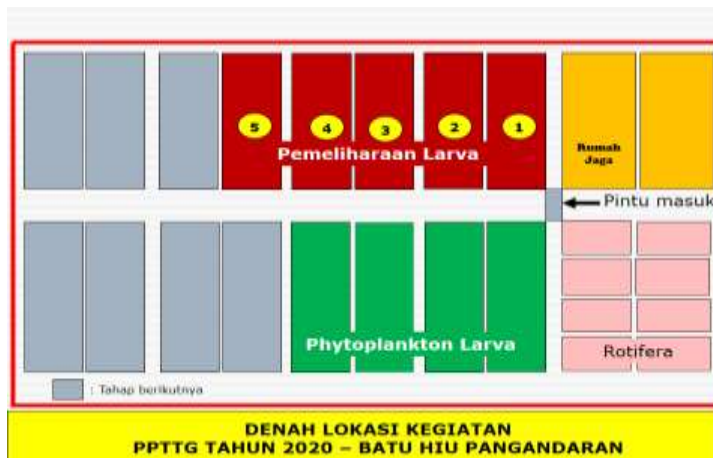 5 4 3 2 1
Pemeliharaan Larva
Rumah
Jaga
Pintu masuk
Phytoplankton Larva
Rotifera
: Tahap berikutnya
DENAH LOKASI KEGIATAN
PPTTG TAHUN 2020 – BATU HIU PANGANDARAN